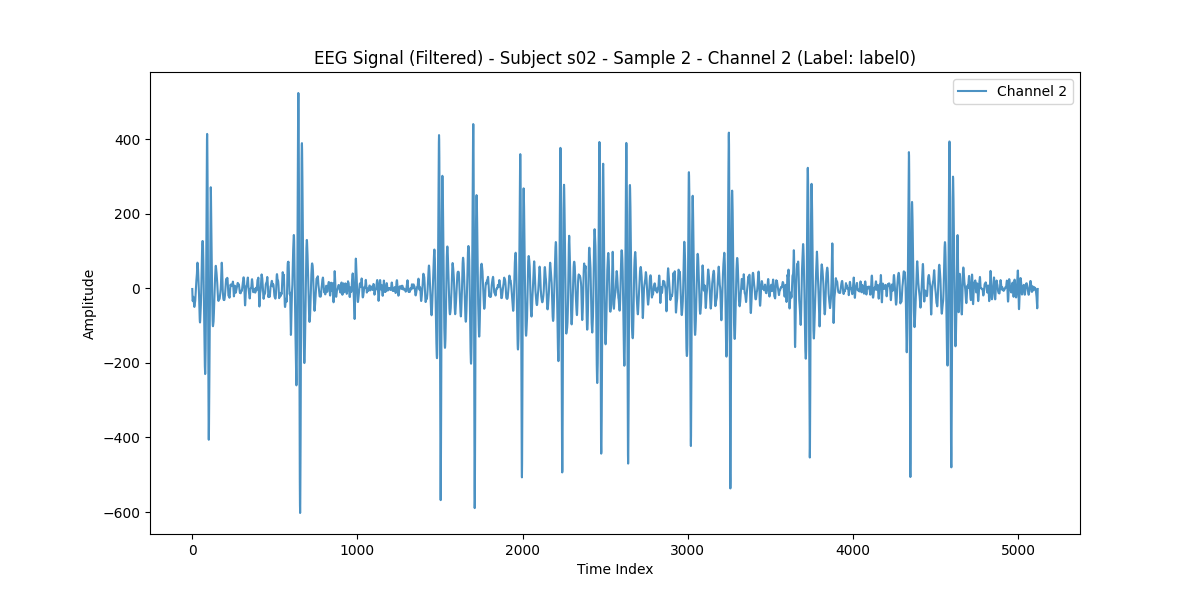 EEG Signal (Filtered) - Subject s02 - Sample 2 - Channel 2 (Label: label0)
Channel 2
400
200
0
−200
−400
−600
Amplitude
0 1000 2000 3000 4000 5000
Time Index